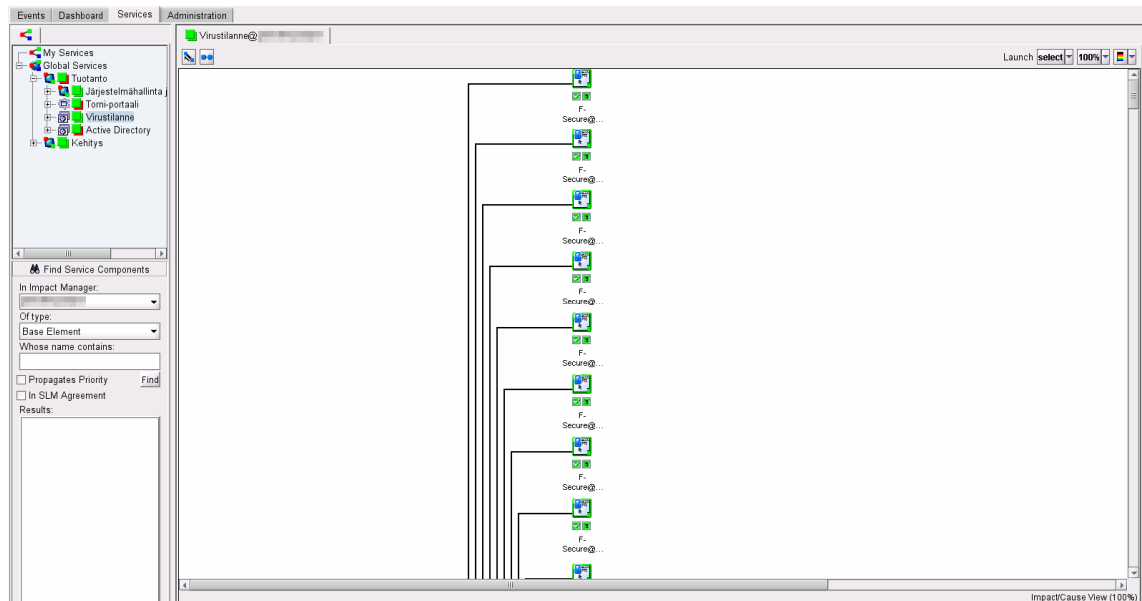 Events Dashboard Services Administration
My Services
Global Services
Tuotanto
Järjestelmähallinta j
Torni-portaali
Virustilanne
Active Directory
Kehitys
Find Service Components
In Impact Manager:
Of type:
Base Element
Whose name contains:
Propagates Priority Find
In SLM Agreement
Results:
Virustilanne@
Launch select 100%
F-
Secure@...
F-
Secure@...
F-
Secure@...
F-
Secure@...
F-
Secure@...
F-
Secure@...
F-
Secure@...
F-
Secure@...
Impact/Cause View (100%)